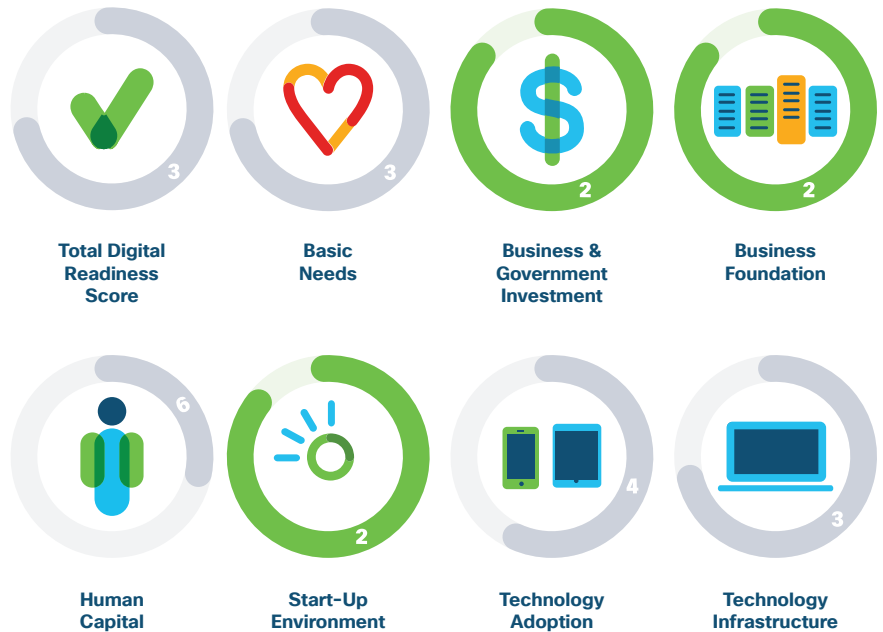 3
3
2
2
Total Digital
Readiness
Score
Basic
Needs
Business &
Government
Investment
Business
Foundation
6
2
4
3
Human
Capital
Start-Up
Environment
Technology
Adoption
Technology
Infrastructure